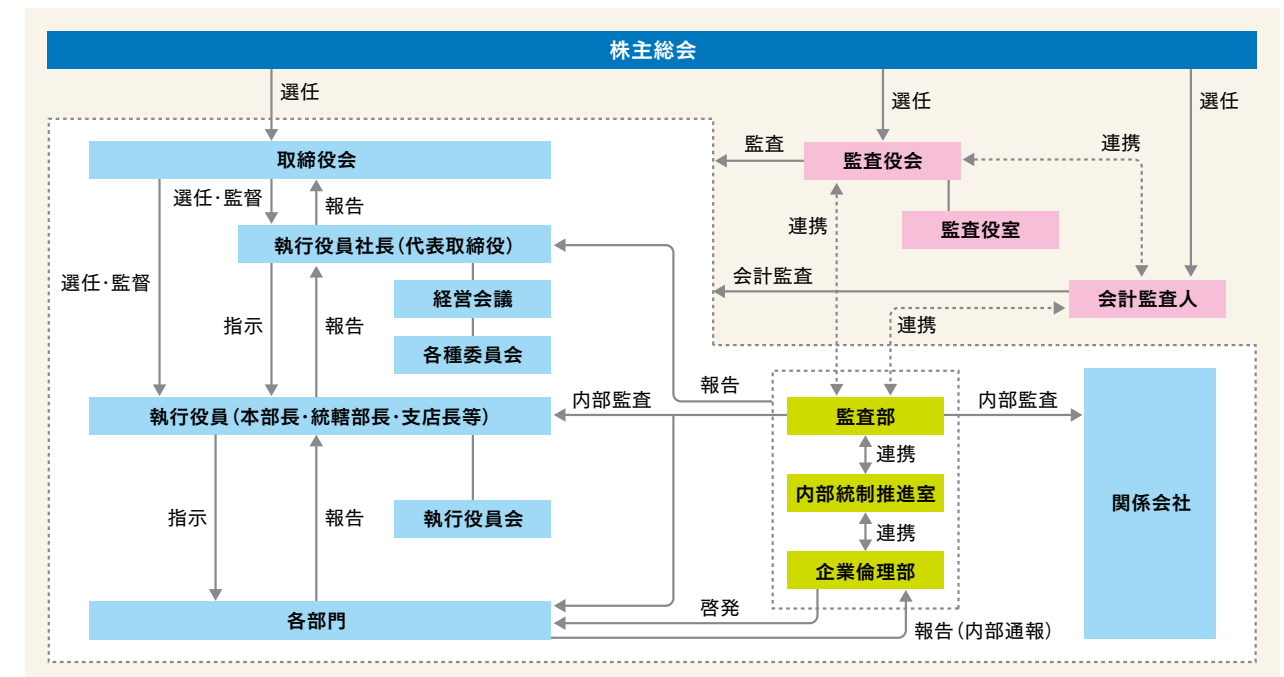 株主総会
選任
選任
選任
取締役会
監査
監査役会
連携
選任・監督
報告
連携
監査役室
執行役員社長(代表取締役)
選任・監督
会計監査
会計監査人
経営会議
指示
報告
連携
各種委員会
報告
執行役員(本部長・統轄部長・支店長等)
内部監査
監査部
内部監査
連携
内部統制推進室
指示
報告
執行役員会
関係会社
連携
企業倫理部
各部門
啓発
報告(内部通報)